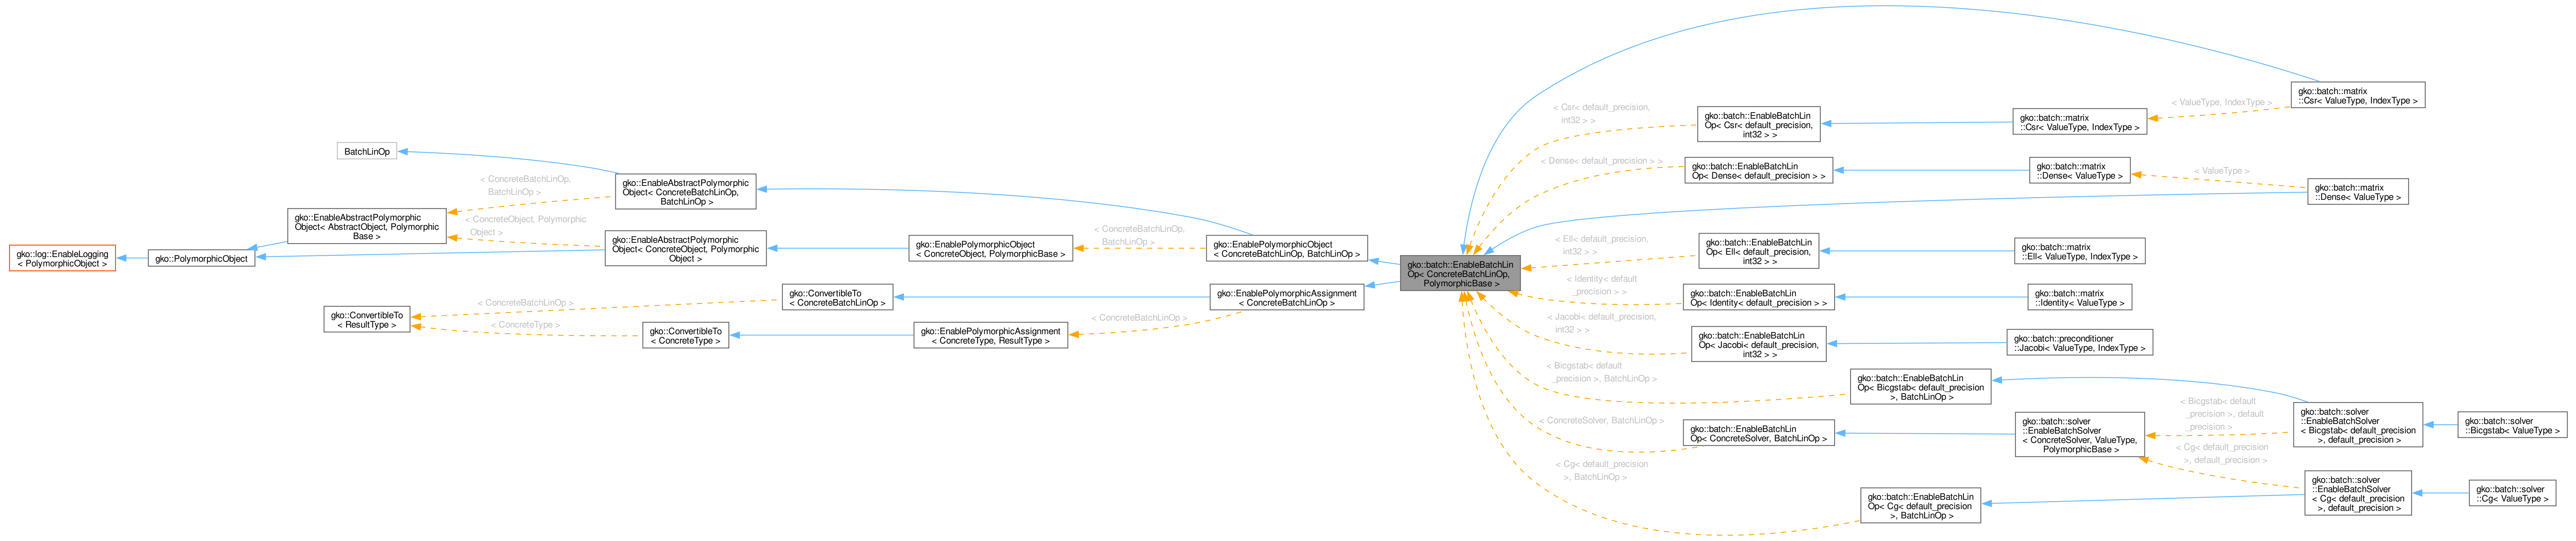 gko::log::EnableLogging
< PolymorphicObject >
gko::PolymorphicObject
BatchLinOp
gko::EnableAbstractPolymorphic
Object< AbstractObject, Polymorphic
Base >
gko::ConvertibleTo
< ResultType >
< ConcreteBatchLinOp,
BatchLinOp >
< ConcreteObject, Polymorphic
Object >
< ConcreteBatchLinOp >
< ConcreteType >
gko::EnableAbstractPolymorphic
Object< ConcreteBatchLinOp,
BatchLinOp >
gko::EnableAbstractPolymorphic
Object< ConcreteObject, Polymorphic
Object >
gko::ConvertibleTo
< ConcreteBatchLinOp >
gko::ConvertibleTo
< ConcreteType >
gko::EnablePolymorphicObject
< ConcreteObject, PolymorphicBase >
gko::EnablePolymorphicAssignment
< ConcreteType, ResultType >
< ConcreteBatchLinOp,
BatchLinOp >
< ConcreteBatchLinOp >
gko::EnablePolymorphicObject
< ConcreteBatchLinOp, BatchLinOp >
gko::EnablePolymorphicAssignment
< ConcreteBatchLinOp >
gko::batch::EnableBatchLin
Op< ConcreteBatchLinOp,
PolymorphicBase >
< Csr< default_precision,
int32 > >
< Dense< default_precision > >
< Ell< default_precision,
int32 > >
< Identity< default
_precision > >
< Jacobi< default_precision,
int32 > >
< Bicgstab< default
_precision >, BatchLinOp >
< ConcreteSolver, BatchLinOp >
< Cg< default_precision
>, BatchLinOp >
gko::batch::EnableBatchLin
Op< Csr< default_precision,
int32 > >
gko::batch::EnableBatchLin
Op< Dense< default_precision > >
gko::batch::EnableBatchLin
Op< Ell< default_precision,
int32 > >
gko::batch::EnableBatchLin
Op< Identity< default_precision > >
gko::batch::EnableBatchLin
Op< Jacobi< default_precision,
int32 > >
gko::batch::EnableBatchLin
Op< Bicgstab< default_precision
>, BatchLinOp >
gko::batch::EnableBatchLin
Op< ConcreteSolver, BatchLinOp >
gko::batch::EnableBatchLin
Op< Cg< default_precision
>, BatchLinOp >
gko::batch::matrix
::Csr< ValueType, IndexType >
gko::batch::matrix
::Dense< ValueType >
gko::batch::matrix
::Ell< ValueType, IndexType >
gko::batch::matrix
::Identity< ValueType >
gko::batch::preconditioner
::Jacobi< ValueType, IndexType >
gko::batch::solver
::EnableBatchSolver
< ConcreteSolver, ValueType,
PolymorphicBase >
< ValueType, IndexType >
< ValueType >
< Bicgstab< default
_precision >, default
_precision >
< Cg< default_precision
>, default_precision >
gko::batch::matrix
::Csr< ValueType, IndexType >
gko::batch::matrix
::Dense< ValueType >
gko::batch::solver
::EnableBatchSolver
< Bicgstab< default_precision
>, default_precision >
gko::batch::solver
::EnableBatchSolver
< Cg< default_precision
>, default_precision >
gko::batch::solver
::Bicgstab< ValueType >
gko::batch::solver
::Cg< ValueType >